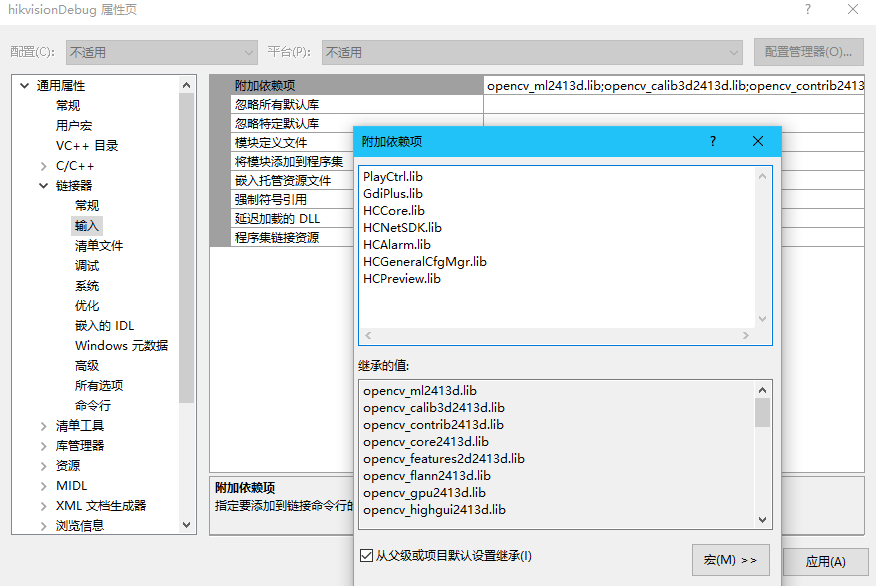 hikvisionDebug 属性页
? ×
配置(C): 不适用 平台(P): 不适用 配置管理器(O)...
通用属性
常规
用户宏
VC++ 目录
C/C++
链接器
常规
输入
清单文件
调试
系统
优化
嵌入的 IDL
Windows 元数据
高级
所有选项
命令行
清单工具
库管理器
资源
MIDL
XML 文档生成器
浏览信息
附加依赖项 opencv_ml2413d.lib;opencv_calib3d2413d.lib;opencv_contrib2413
忽略所有默认库
忽略特定默认库
模块定义文件
将模块添加到程序集
嵌入托管资源文件
强制符号引用
延迟加载的 DLL
程序集链接资源
附加依赖项
指定要添加到链接命令行的
附加依赖项 ? ×
PlayCtrl.lib
GdiPlus.lib
HCCore.lib
HCNetSDK.lib
HCAlarm.lib
HCGeneralCfgMgr.lib
HCPreview.lib
继承的值:
opencv_ml2413d.lib
opencv_calib3d2413d.lib
opencv_contrib2413d.lib
opencv_core2413d.lib
opencv_features2d2413d.lib
opencv_flann2413d.lib
opencv_gpu2413d.lib
opencv_highgui2413d.lib
从父级或项目默认设置继承(I)
宏(M) >>
应用(A)